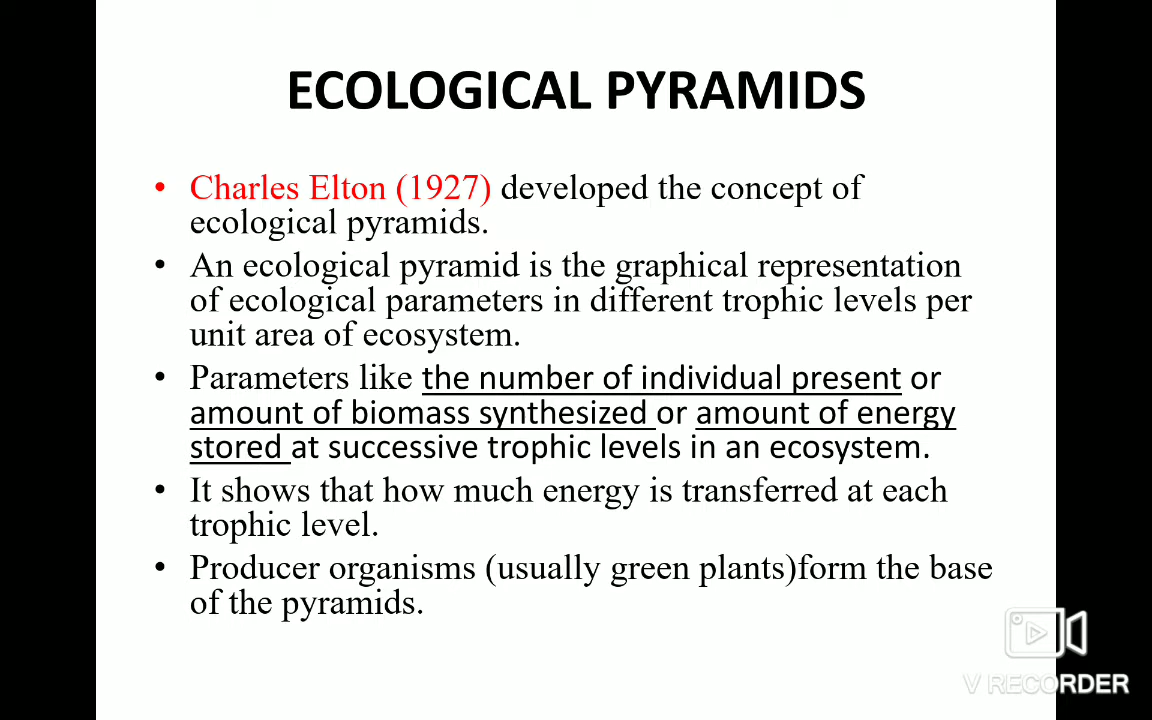 ECOLOGICAL PYRAMIDS
• Charles Elton (1927) developed the concept of
ecological pyramids.
• An ecological pyramid is the graphical representation
of ecological parameters in different trophic levels per
unit area of ecosystem.
• Parameters like the number of individual present or
amount of biomass synthesized or amount of energy
stored at successive trophic levels in an ecosystem.
• It shows that how much energy is transferred at each
trophic level.
• Producer organisms (usually green plants)form the base
of the pyramids.
V RECORDER